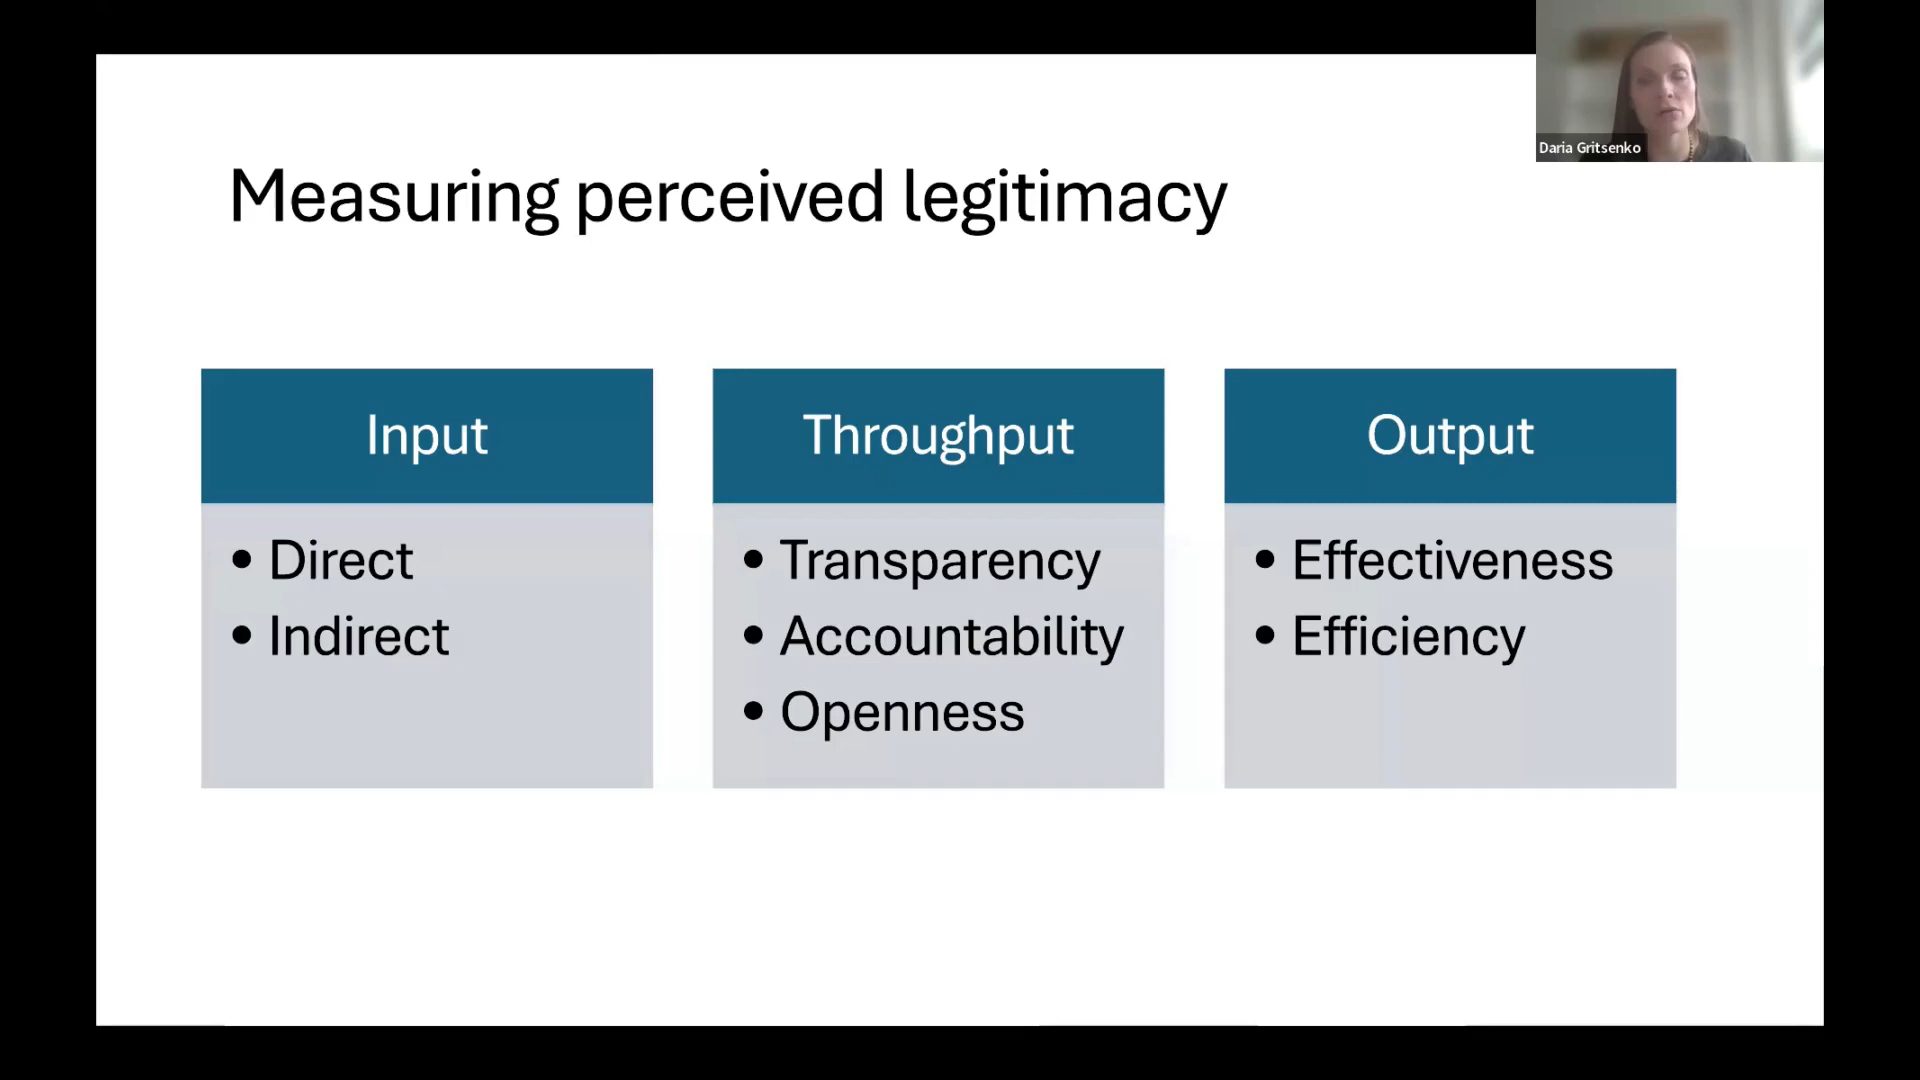 Daria Gritsenko
Measuring perceived legitimacy
Input
• Direct
• Indirect
Throughput
• Transparency
• Accountability
• Openness
Output
• Effectiveness
• Efficiency